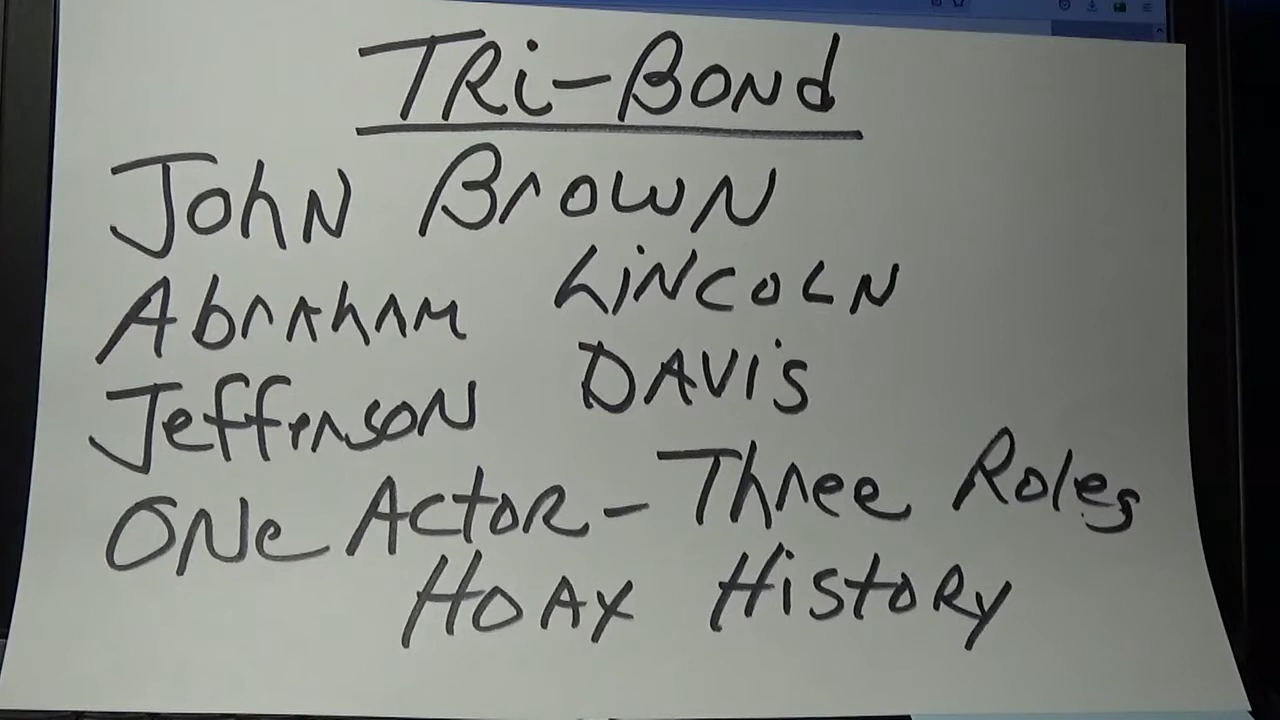 TRi-BOND
JOHN BROWN
ABRAHAM LINCOLN
JEFFERSON DAVIS
ONE ACTOR - THREE ROLES
HOAX HISTORY